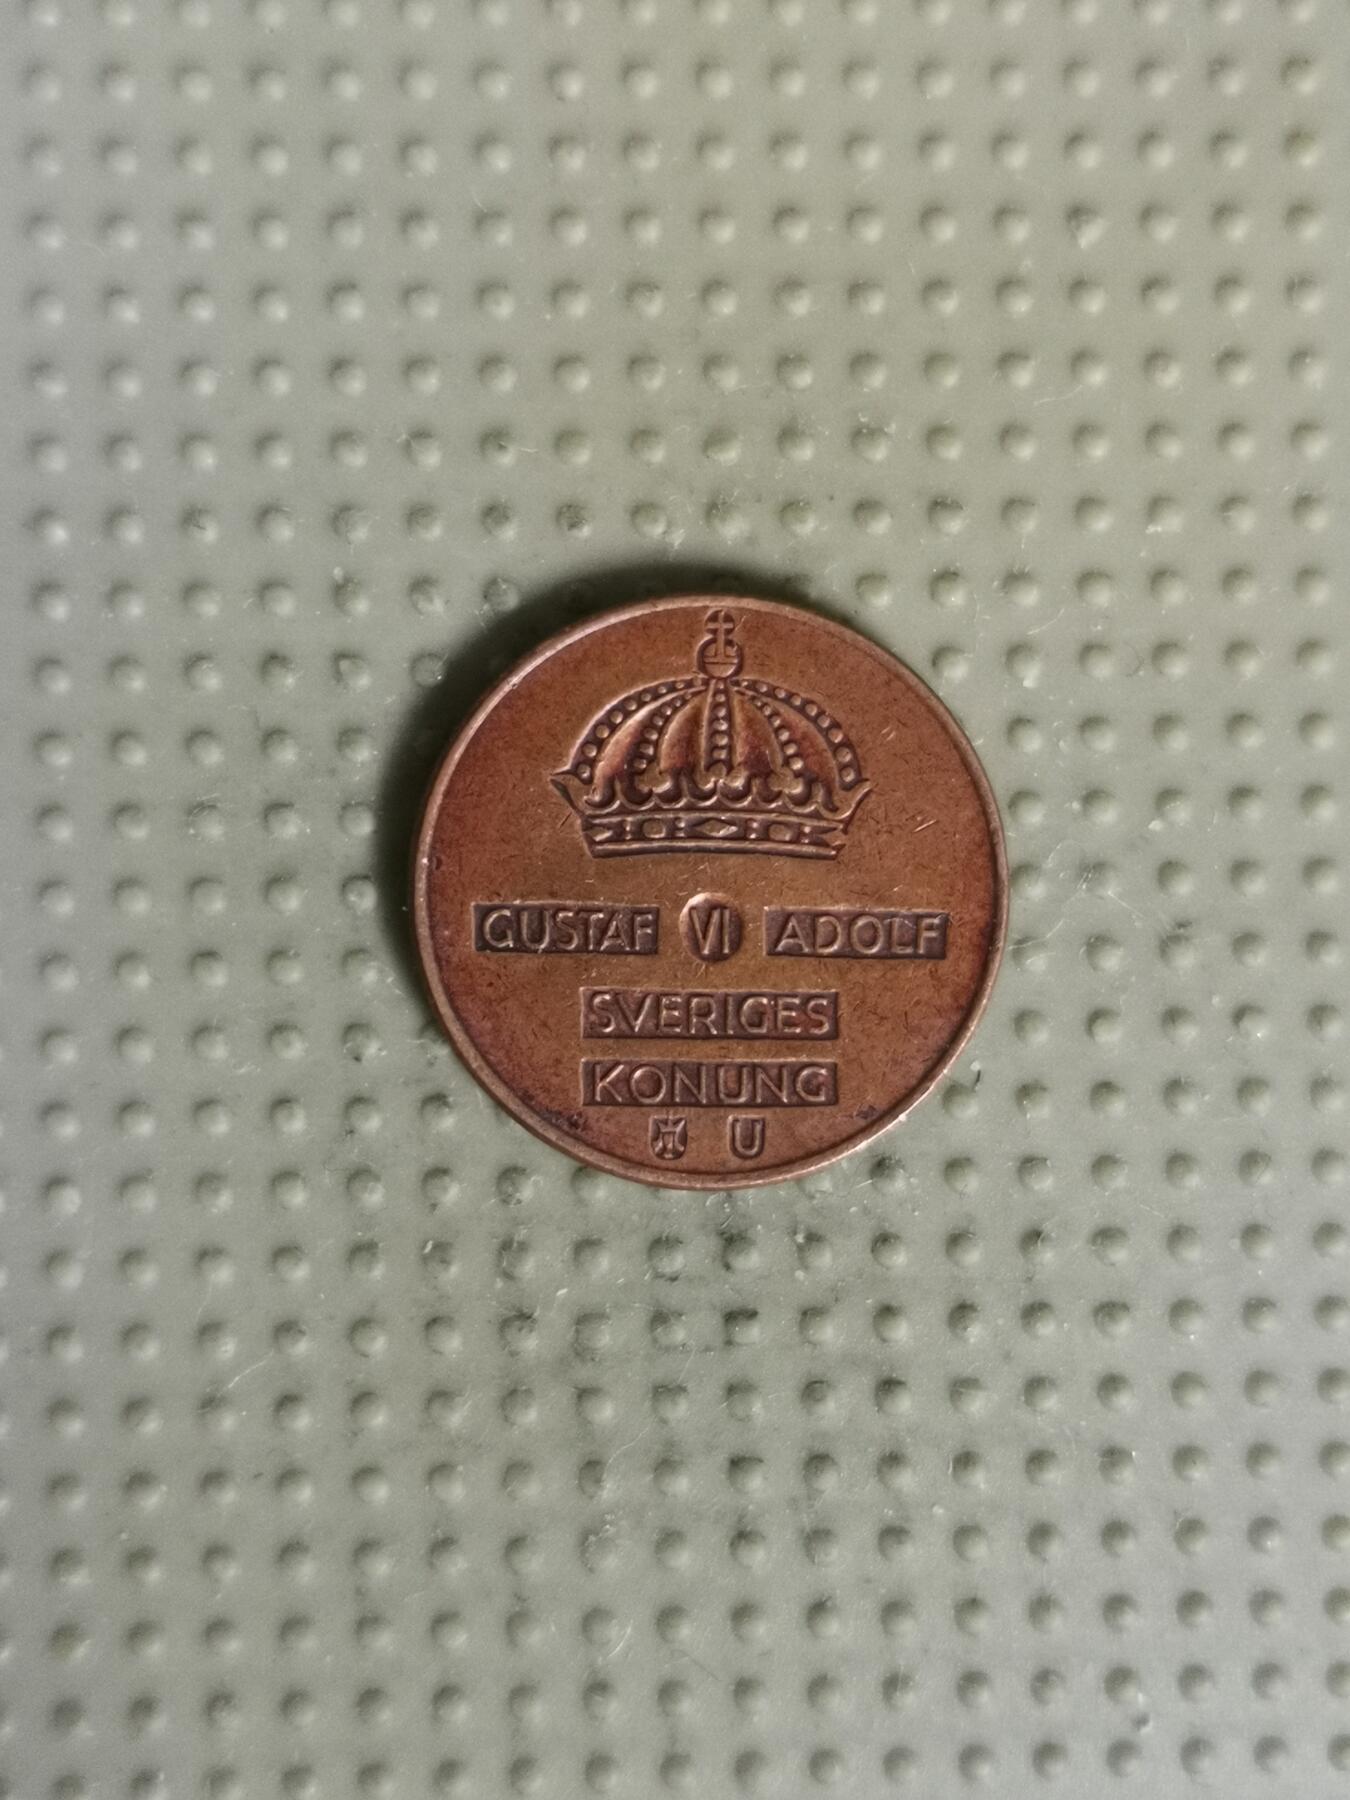 GUSTAF VI ADOLF
SVERIGES
KONUNG
U